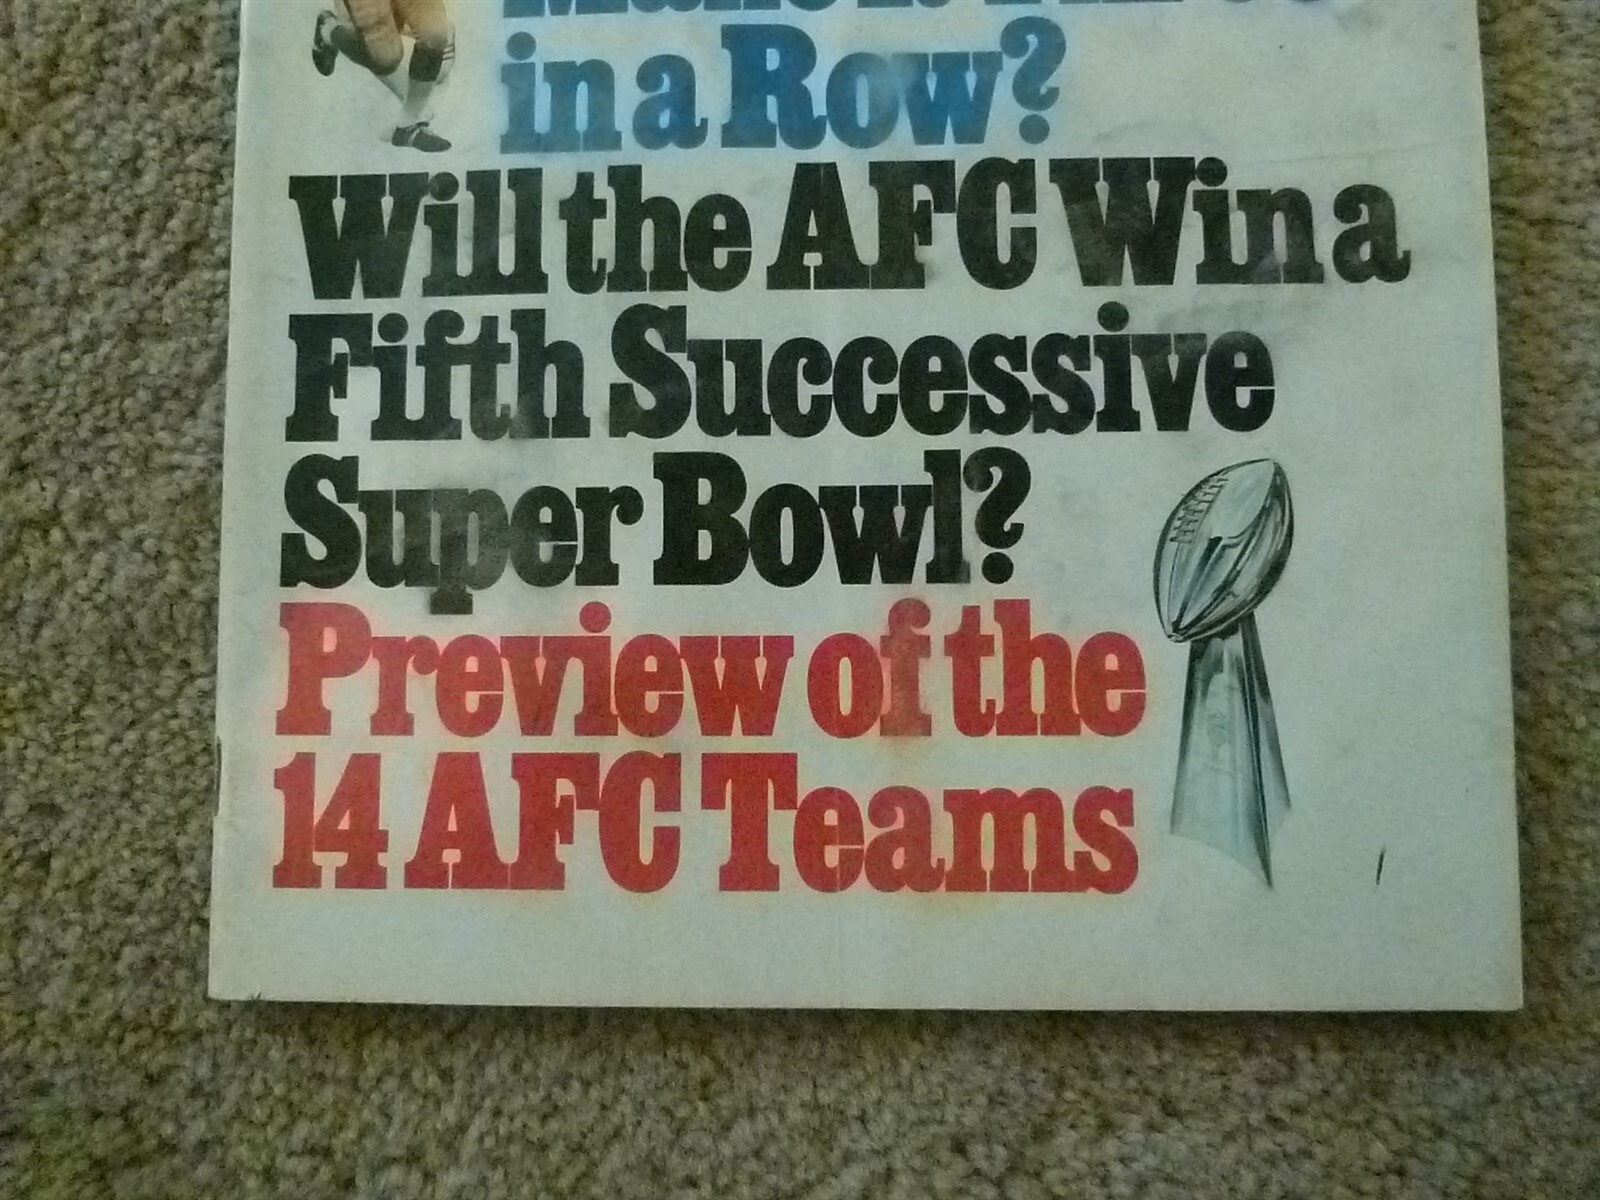 in a Row?
Will the AFC Win a
Fifth Successive
Super Bowl?
Preview of the
14 AFC Teams